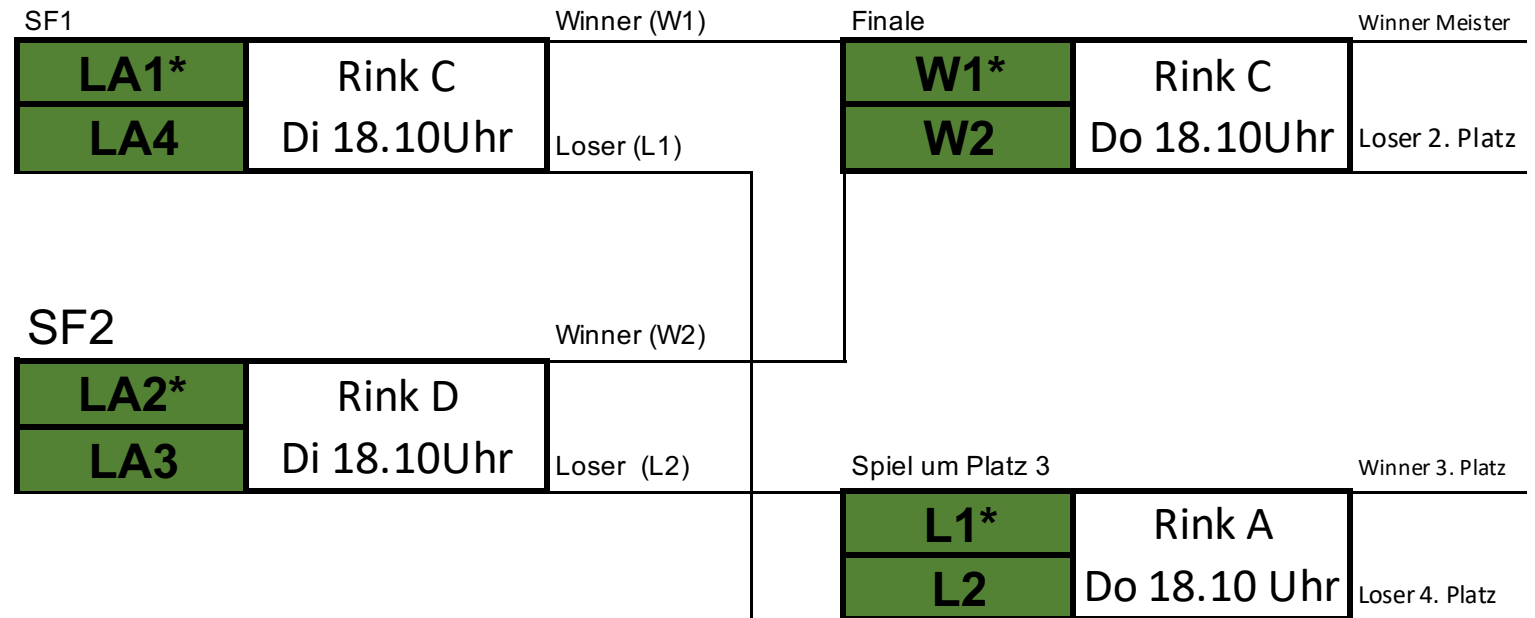 SF1 Winner (W1) Finale Winner Meister
LA1* Rink C W1* Rink C
LA4 Di 18.10Uhr Loser (L1) W2 Do 18.10Uhr Loser 2. Platz
SF2 Winner (W2)
LA2* Rink D
LA3 Di 18.10Uhr Loser (L2) Spiel um Platz 3 Winner 3. Platz
L1* Rink A
L2 Do 18.10 Uhr Loser 4. Platz